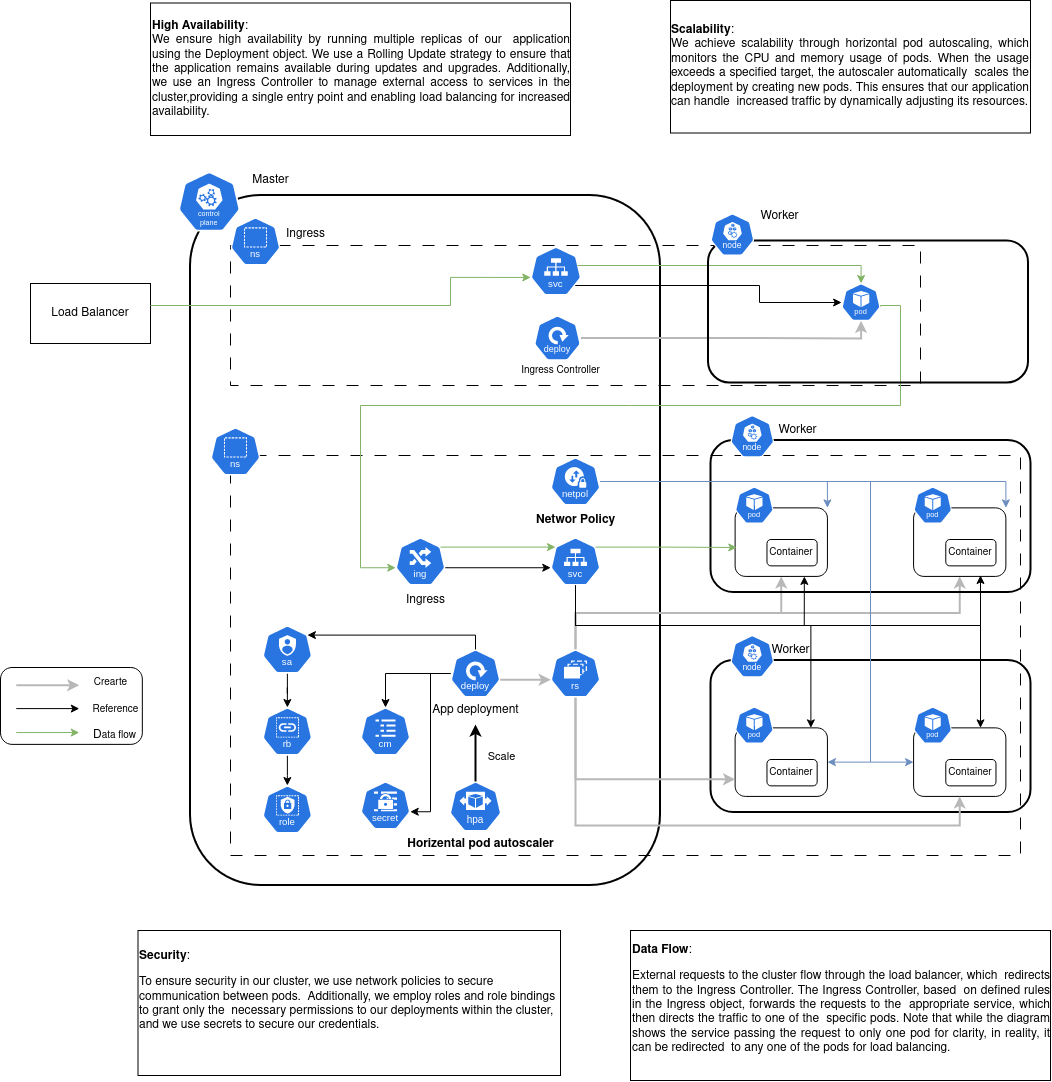 High Availability:
We ensure high availability by running multiple replicas of our application
using the Deployment object. We use a Rolling Update strategy to ensure that
the application remains available during updates and upgrades. Additionally,
we use an Ingress Controller to manage external access to services in the
cluster,providing a single entry point and enabling load balancing for increased
availability.
Scalability:
We achieve scalability through horizontal pod autoscaling, which
monitors the CPU and memory usage of pods. When the usage
exceeds a specified target, the autoscaler automatically scales the
deployment by creating new pods. This ensures that our application
can handle increased traffic by dynamically adjusting its resources.
Master
control
plane
Ingress
ns
Worker
node
svc
pod
Load Balancer
deploy
Ingress Controller
ns
Worker
node
netpol
Networ Policy
pod
pod
Container
Container
ing
Ingress
svc
sa
deploy
App deployment
rs
Worker
node
Crearte
Reference
Data flow
rb
cm
Scale
pod
pod
Container
Container
role
secret
hpa
Horizental pod autoscaler
Security:
To ensure security in our cluster, we use network policies to secure
communication between pods. Additionally, we employ roles and role bindings
to grant only the necessary permissions to our deployments within the cluster,
and we use secrets to secure our credentials.
Data Flow:
External requests to the cluster flow through the load balancer, which redirects
them to the Ingress Controller. The Ingress Controller, based on defined rules
in the Ingress object, forwards the requests to the appropriate service, which
then directs the traffic to one of the specific pods. Note that while the diagram
shows the service passing the request to only one pod for clarity, in reality, it
can be redirected to any one of the pods for load balancing.